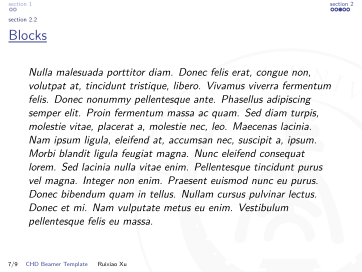 section 1
section 2
section 2.2
Blocks
Nulla malesuada porttitor diam. Donec felis erat, congue non,
volutpat at, tincidunt tristique, libero. Vivamus viverra fermentum
felis. Donec nonummy pellentesque ante. Phasellus adipiscing
semper elit. Proin fermentum massa ac quam. Sed diam turpis,
molestie vitae, placerat a, molestie nec, leo. Maecenas lacinia.
Nam ipsum ligula, eleifend at, accumsan nec, suscipit a, ipsum.
Morbi blandit ligula feugiat magna. Nunc eleifend consequat
lorem. Sed lacinia nulla vitae enim. Pellentesque tincidunt purus
vel magna. Integer non enim. Praesent euismod nunc eu purus.
Donec bibendum quam in tellus. Nullam cursus pulvinar lectus.
Donec et mi. Nam vulputate metus eu enim. Vestibulum
pellentesque felis eu massa.
7/9 CHD Beamer Template Ruixiao Xu